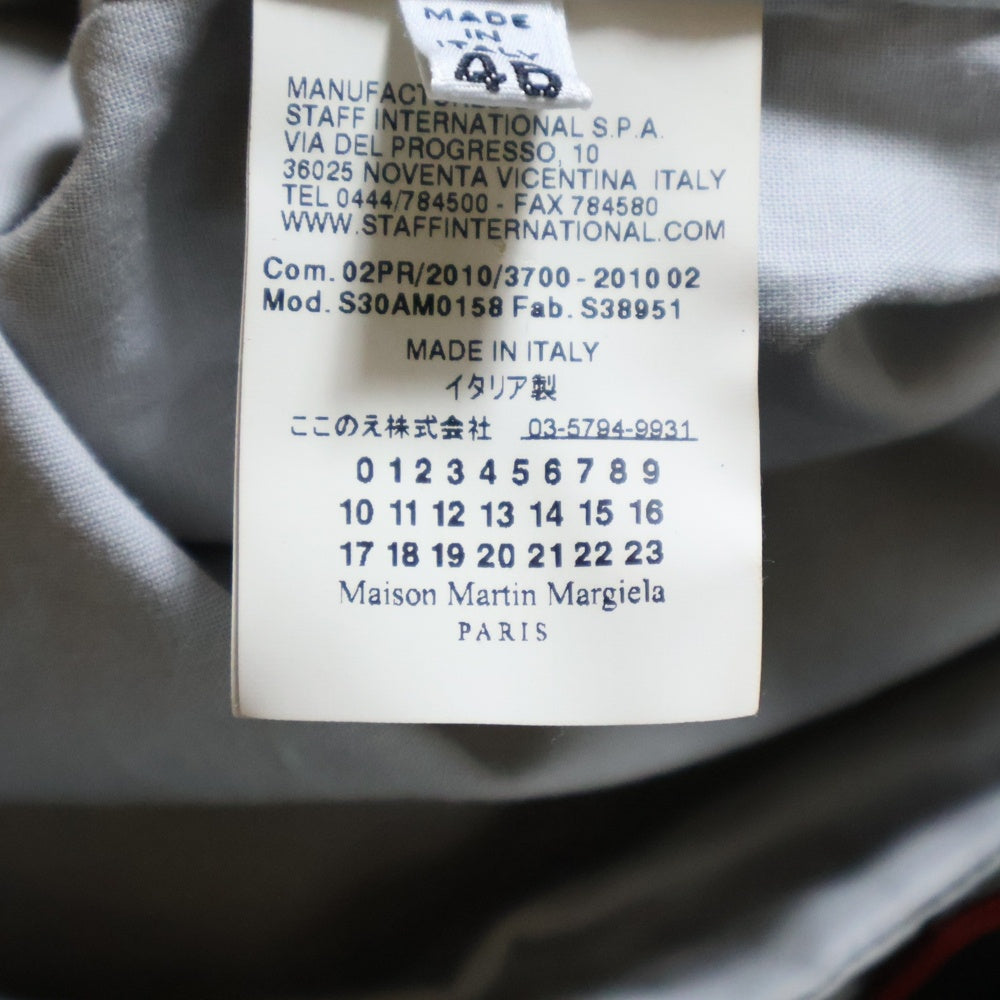 MADE
IN
ITALY
MANUFACTURED
STAFF INTERNATIONAL S.P.A.
VIA DEL PROGRESSO, 10
36025 NOVENTA VICENTINA ITALY
TEL 0444/784500 - FAX 784580
WWW.STAFFINTERNATIONAL.COM
Com. 02PR/2010/3700 - 2010 02
Mod. S30AM0158 Fab. S38951
MADE IN ITALY
イタリア製
ここのえ株式会社 03-5794-9931
0 1 2 3 4 5 6 7 8 9
10 11 12 13 14 15 16
17 18 19 20 21 22 23
Maison Martin Margiela
PARIS